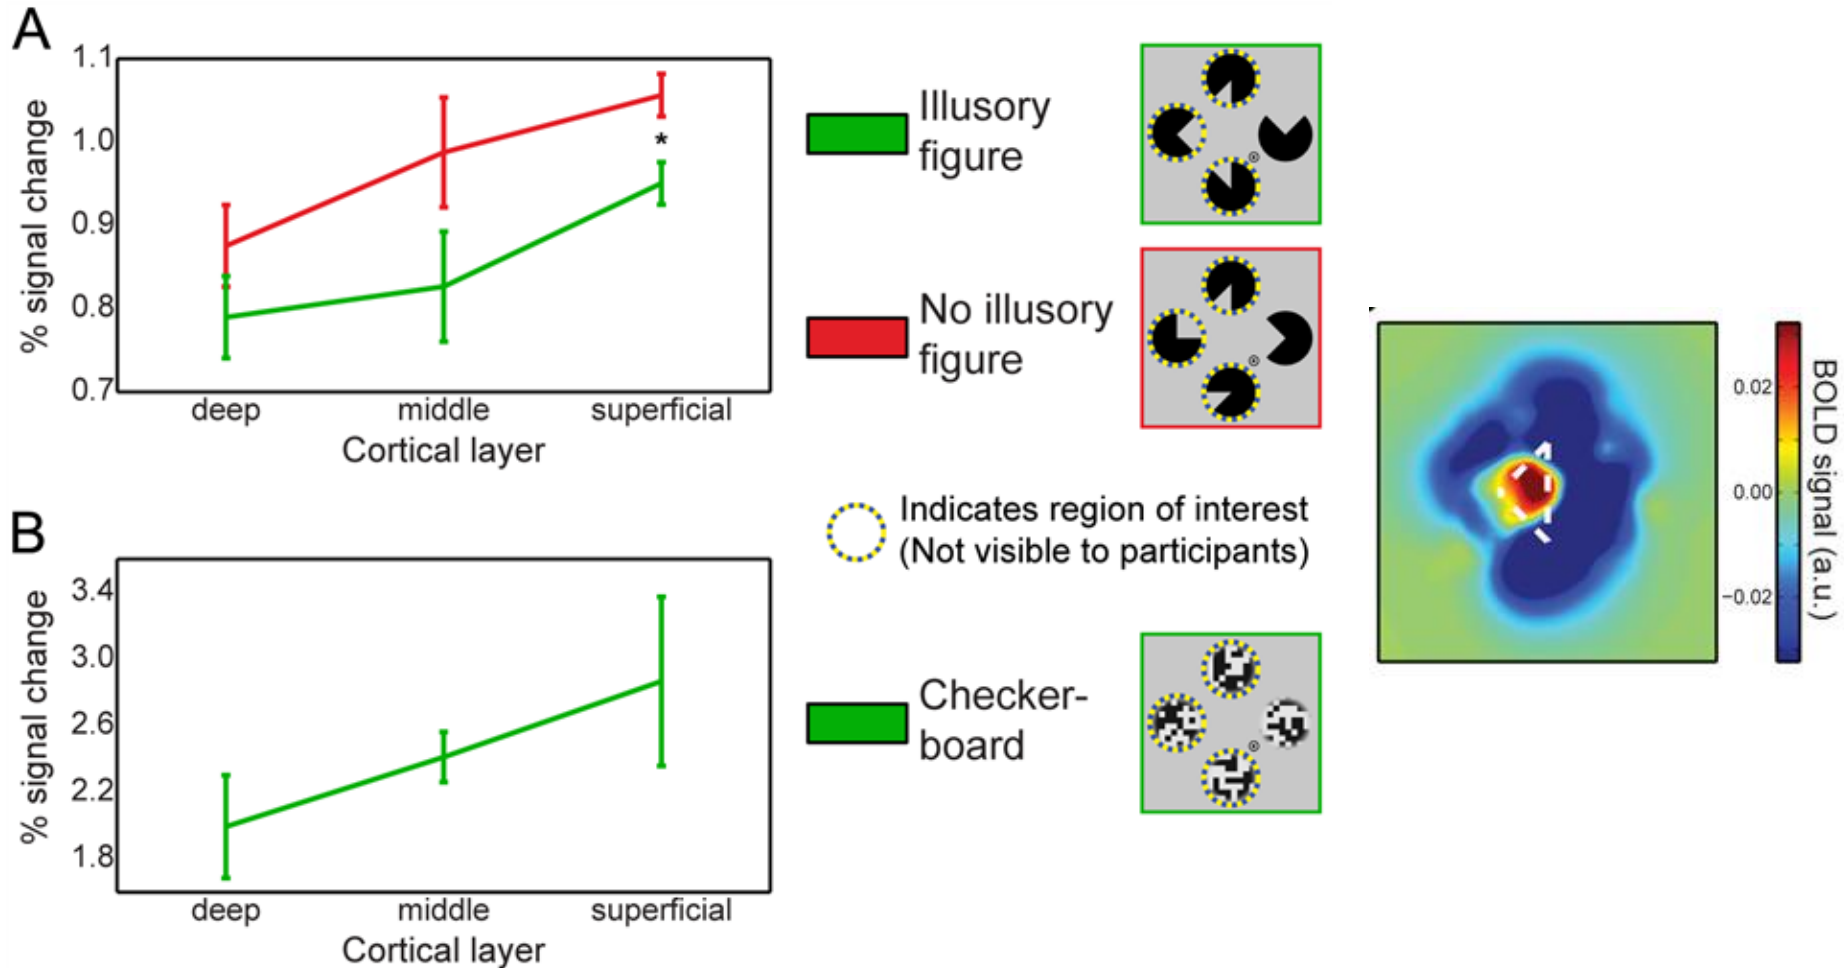 A
1.1
1.0
0.9
0.8
0.7
% signal change
*
deep middle superficial
Cortical layer
Illusory
figure
No illusory
figure
Indicates region of interest
(Not visible to participants)
0.02
0.00
−0.02
BOLD signal (a.u.)
B
3.4
3.0
2.6
2.2
1.8
% signal change
deep middle superficial
Cortical layer
Checker-
board